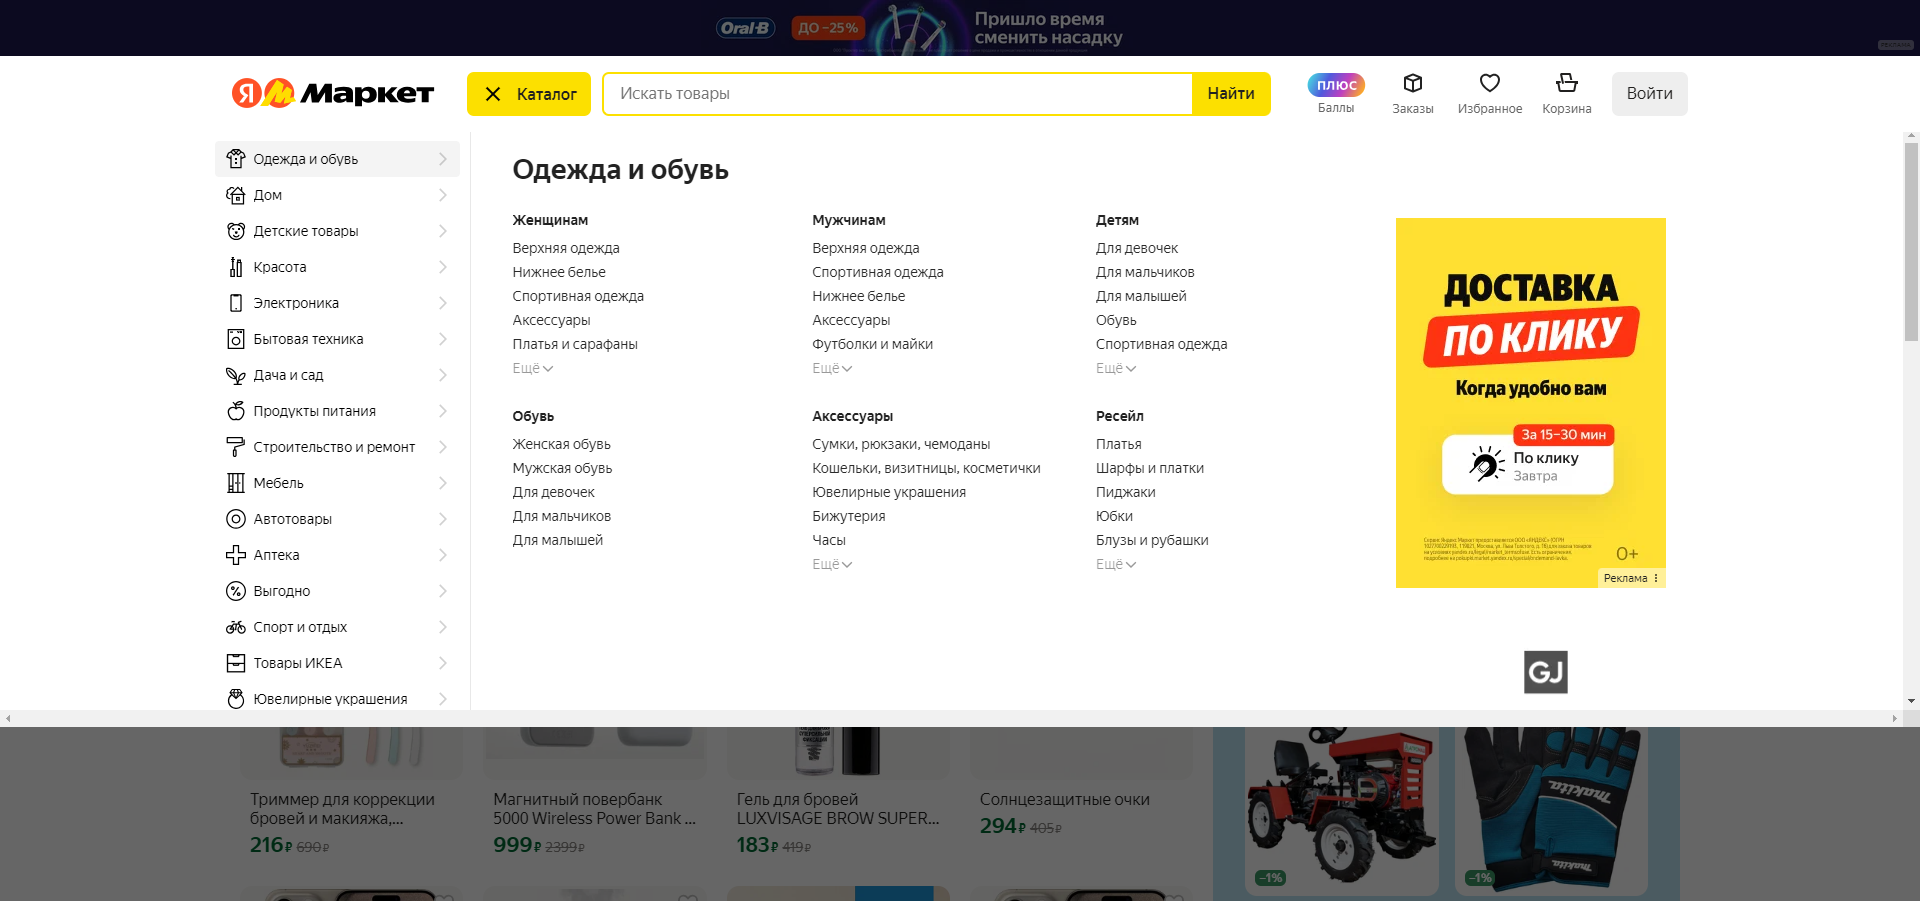 Oral-B
ДО -25%
Пришло время
сменить насадку
РЕКЛАМА
Я М Маркет
Каталог
Искать товары
Найти
ПЛЮС
Баллы
Заказы
Избранное
Корзина
Войти
Одежда и обувь
Дом
Детские товары
Красота
Электроника
Бытовая техника
Дача и сад
Продукты питания
Строительство и ремонт
Мебель
Автотовары
Аптека
Выгодно
Спорт и отдых
Товары ИКЕА
Ювелирные украшения
Одежда и обувь
Женщинам
Верхняя одежда
Нижнее белье
Спортивная одежда
Аксессуары
Платья и сарафаны
Ещё
Мужчинам
Верхняя одежда
Спортивная одежда
Нижнее белье
Аксессуары
Футболки и майки
Ещё
Детям
Для девочек
Для мальчиков
Для малышей
Обувь
Спортивная одежда
Ещё
Обувь
Женская обувь
Мужская обувь
Для девочек
Для мальчиков
Для малышей
Аксессуары
Сумки, рюкзаки, чемоданы
Кошельки, визитницы, косметички
Ювелирные украшения
Бижутерия
Часы
Ещё
Ресейл
Платья
Шарфы и платки
Пиджаки
Юбки
Блузы и рубашки
Ещё
ДОСТАВКА
ПО КЛИКУ
Когда удобно вам
За 15-30 мин
По клику
Завтра
0+
Реклама
GJ
Триммер для коррекции
бровей и макияжа,...
216 ₽ 690 ₽
Магнитный повербанк
5000 Wireless Power Bank ...
999 ₽ 2399 ₽
Гель для бровей
LUXVISAGE BROW SUPER...
183 ₽ 419 ₽
Солнцезащитные очки
294 ₽ 405 ₽
-1%
makita
makita
-1%